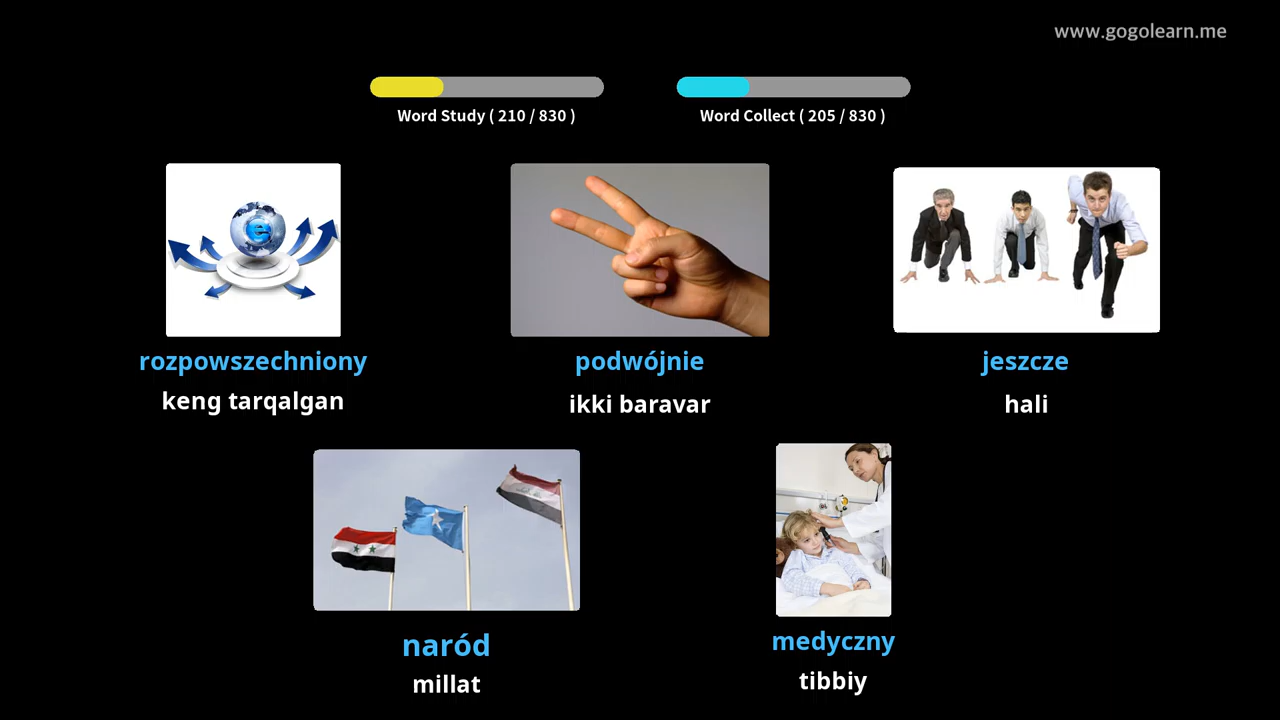 www.gogolearn.me
Word Study ( 210 / 830 )
Word Collect ( 205 / 830 )
rozpowszechniony
keng tarqalgan
podwójnie
ikki baravar
jeszcze
hali
naród
millat
medyczny
tibbiy